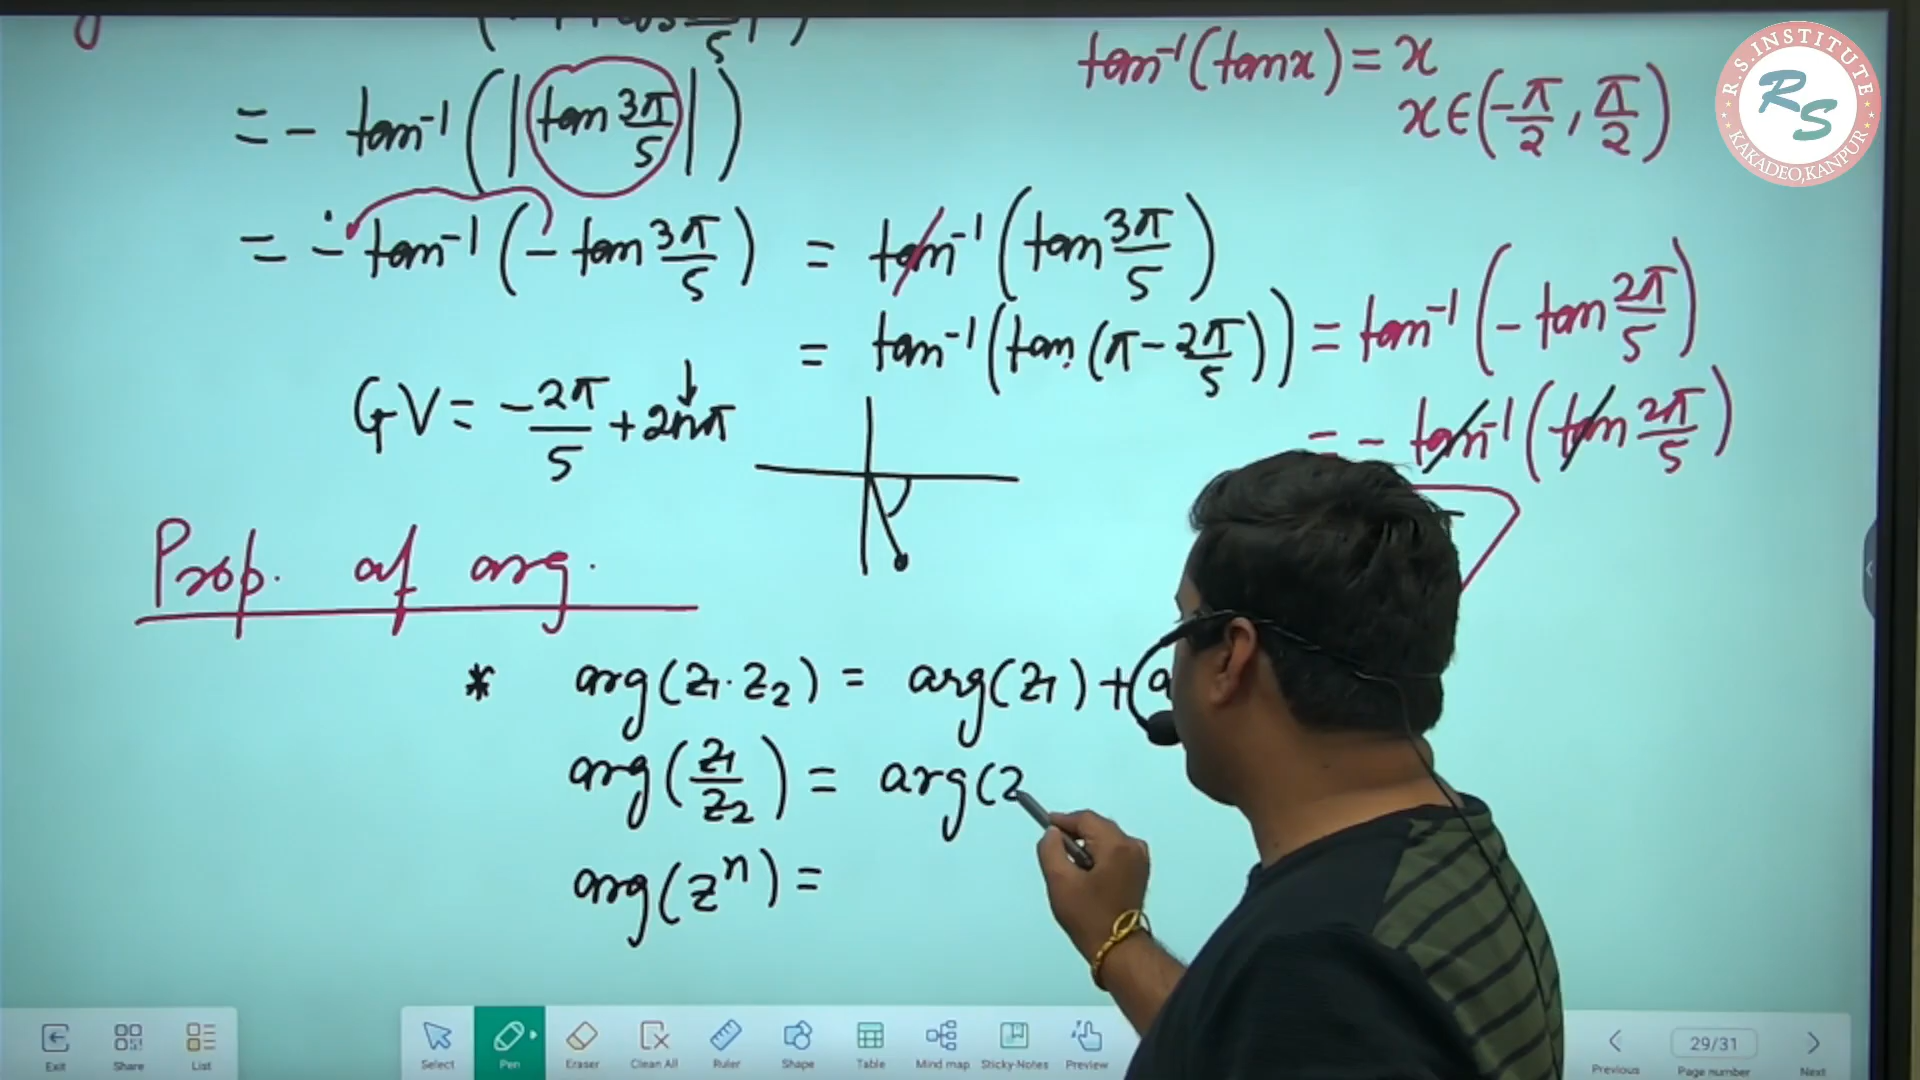 tan⁻¹(tan x) = x
x ∈ (-π/2, π/2)
= - tan⁻¹(|tan 3π/5|)
= - tan⁻¹(- tan 3π/5) = tan⁻¹(tan 3π/5)
= tan⁻¹(tan(π - 2π/5)) = tan⁻¹(- tan 2π/5)
= - tan⁻¹(tan 2π/5)
GV = -2π/5 + 2nπ
Prop. of arg.
* arg(z₁·z₂) = arg(z₁) + (a
arg(z₁/z₂) = arg(z
arg(zⁿ) =
R.S.INSTITUTE
RS
KAKADEO,KANPUR
Exit Share List Select Pen Eraser Clean All Ruler Shape Table Mind map Sticky-Notes Preview Previous 29/31 Page number Next